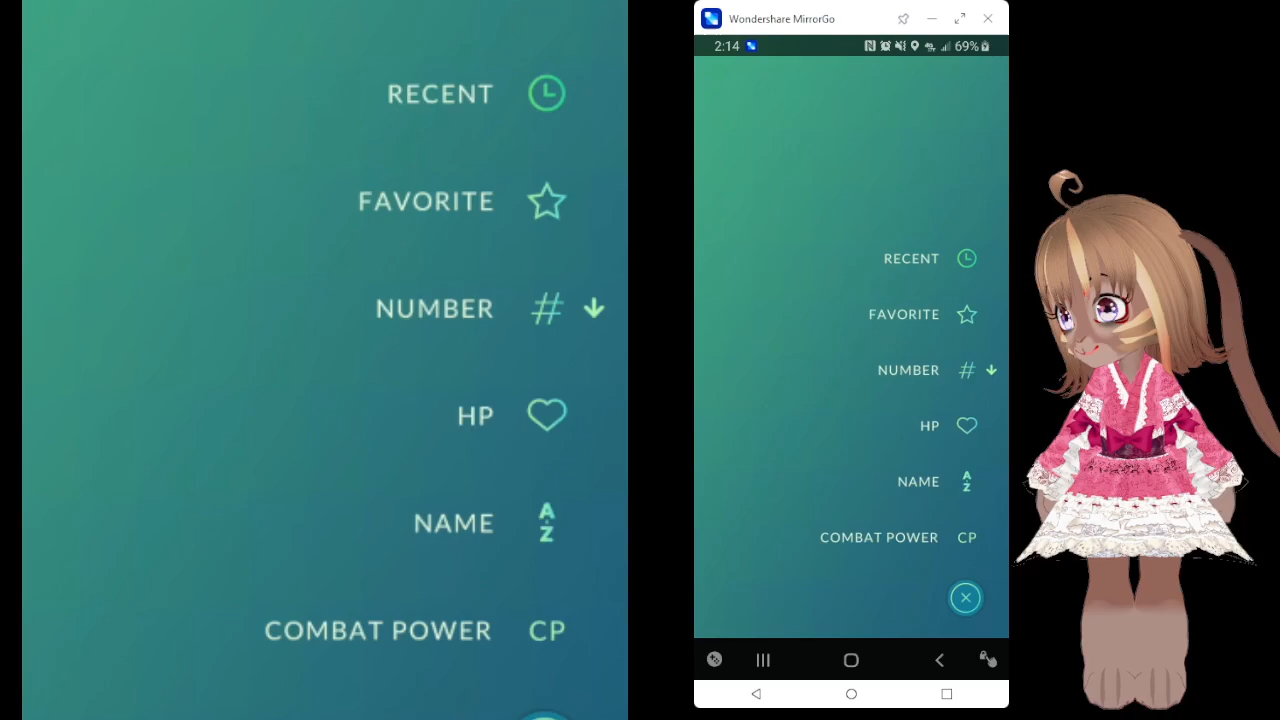 RECENT
FAVORITE
NUMBER #
HP
NAME A Z
COMBAT POWER CP
Wondershare MirrorGo
2:14
69%
RECENT
FAVORITE
NUMBER #
HP
NAME A Z
COMBAT POWER CP